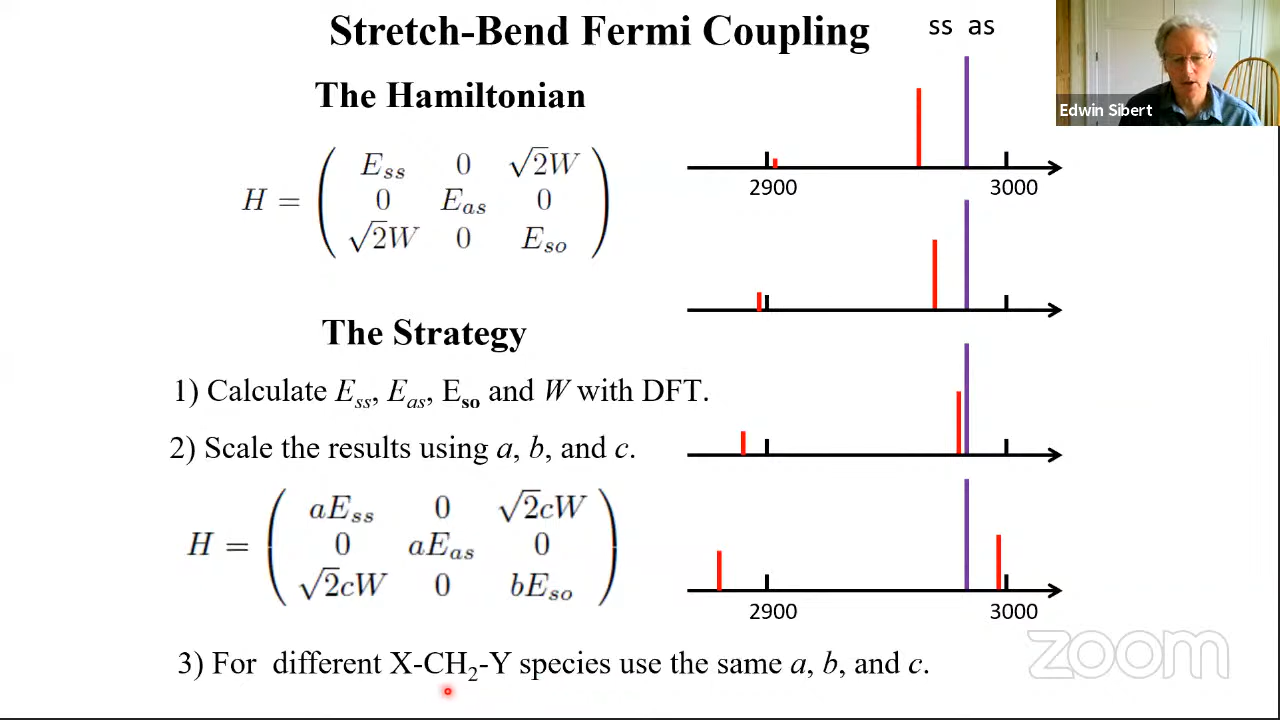 Stretch-Bend Fermi Coupling
ss as
Edwin Sibert
The Hamiltonian
H = ( E_ss 0 √2W
0 E_as 0
√2W 0 E_so )
2900 3000
The Strategy
1) Calculate E_ss, E_as, E_so and W with DFT.
2) Scale the results using a, b, and c.
H = ( aE_ss 0 √2cW
0 aE_as 0
√2cW 0 bE_so )
2900 3000
3) For different X-CH₂-Y species use the same a, b, and c.
zoom